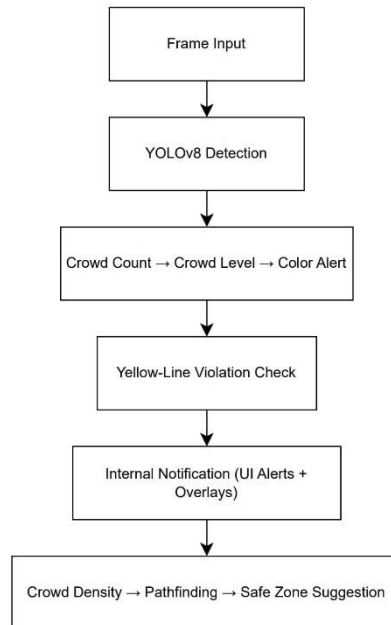 Frame Input
YOLOv8 Detection
Crowd Count → Crowd Level → Color Alert
Yellow-Line Violation Check
Internal Notification (UI Alerts +
Overlays)
Crowd Density → Pathfinding → Safe Zone Suggestion